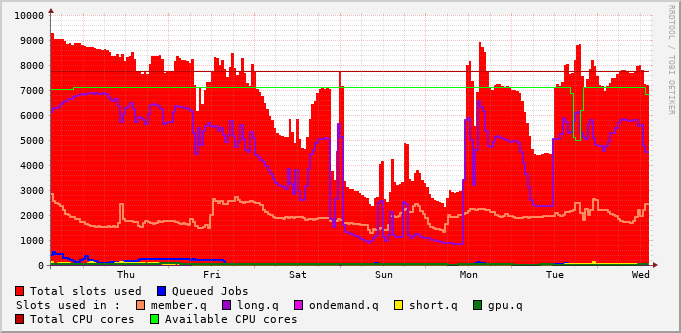 10000
9000
8000
7000
6000
5000
4000
3000
2000
1000
0
Thu Fri Sat Sun Mon Tue Wed
RRDTOOL / TOBI OETIKER
Total slots used Queued Jobs
Slots used in : member.q long.q ondemand.q short.q gpu.q
Total CPU cores Available CPU cores